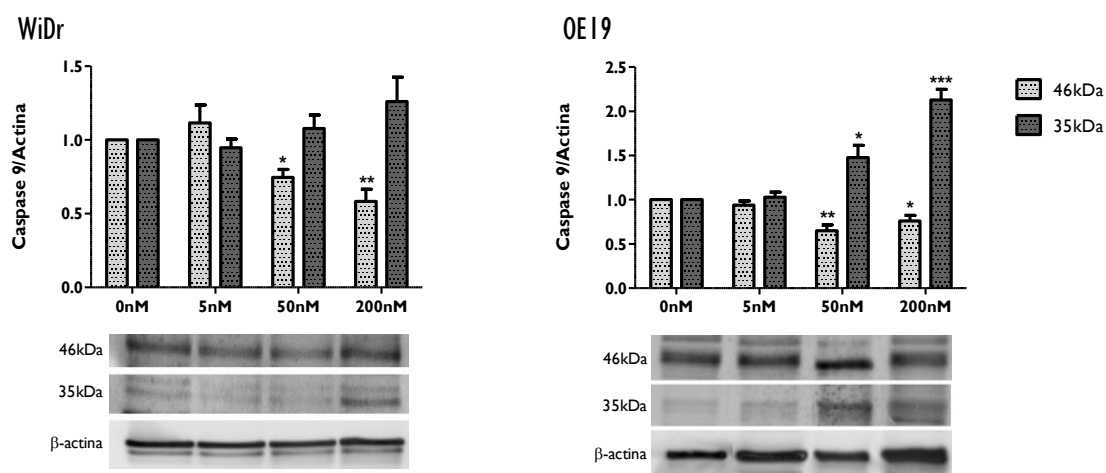 WiDr
Caspase 9/Actina
1.5
1.0
0.5
0.0
*
**
0nM 5nM 50nM 200nM
46kDa
35kDa
β-actina
OE19
Caspase 9/Actina
2.5
2.0
1.5
1.0
0.5
0.0
**
*
*
***
0nM 5nM 50nM 200nM
46kDa
35kDa
46kDa
35kDa
β-actina